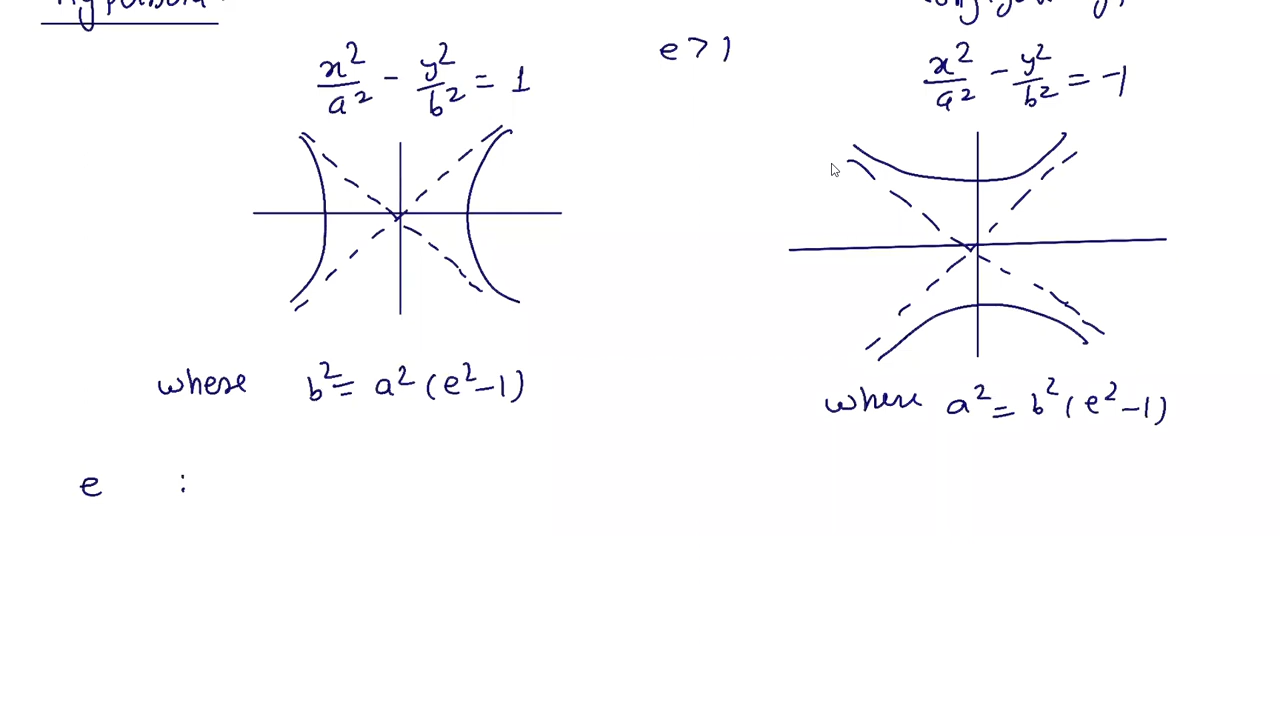 Hyperbola
e > 1
x²/a² - y²/b² = 1
x²/a² - y²/b² = -1
where b² = a² (e² - 1)
where a² = b² (e² - 1)
e :